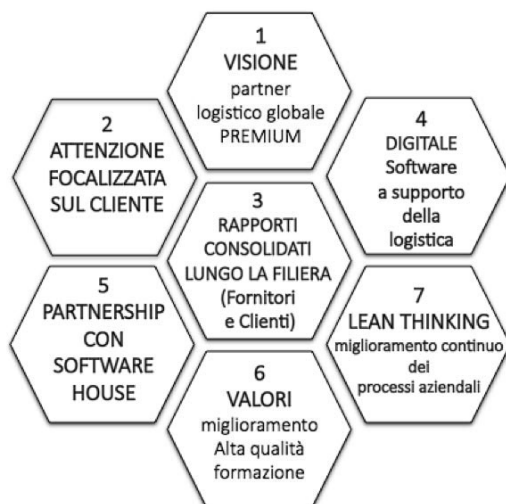 1
VISIONE
partner
logistico globale
PREMIUM
2
ATTENZIONE
FOCALIZZATA
SUL CLIENTE
3
RAPPORTI
CONSOLIDATI
LUNGO LA FILIERA
(Fornitori
e Clienti)
4
DIGITALE
Software
a supporto
della
logistica
5
PARTNERSHIP
CON
SOFTWARE
HOUSE
6
VALORI
miglioramento
Alta qualità
formazione
7
LEAN THINKING
miglioramento continuo
dei
processi aziendali